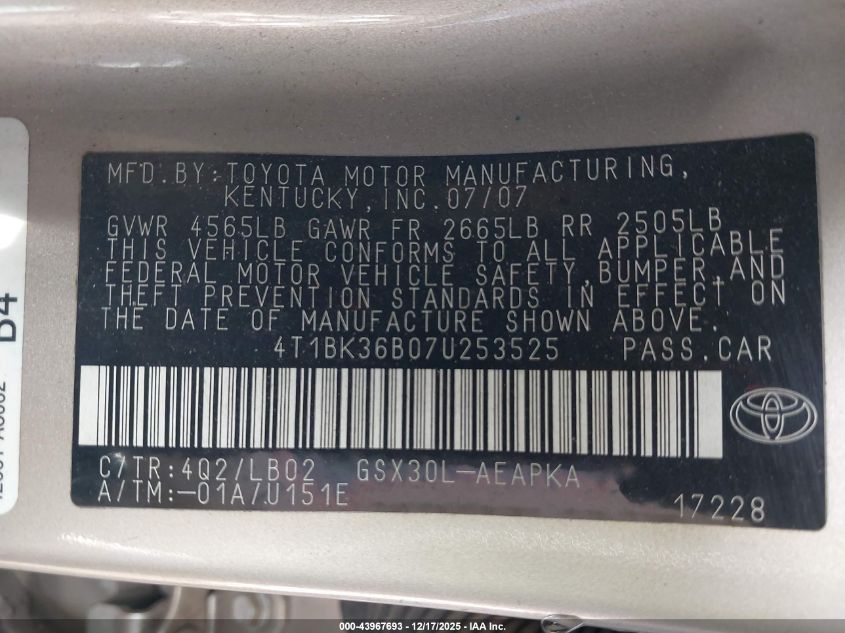 MFD. BY: TOYOTA MOTOR MANUFACTURING,
KENTUCKY, INC. 07/07
GVWR 4565LB GAWR FR 2665LB RR 2505LB
THIS VEHICLE CONFORMS TO ALL APPLICABLE
FEDERAL MOTOR VEHICLE SAFETY, BUMPER, AND
THEFT PREVENTION STANDARDS IN EFFECT ON
THE DATE OF MANUFACTURE SHOWN ABOVE.
4T1BK36B07U253525 PASS. CAR
C/TR: 4Q2/LB02 GSX30L-AEAPKA
A/TM:-01A/U151E
17228
B4
000-43967693 | 12/17/2025 - IAA Inc.